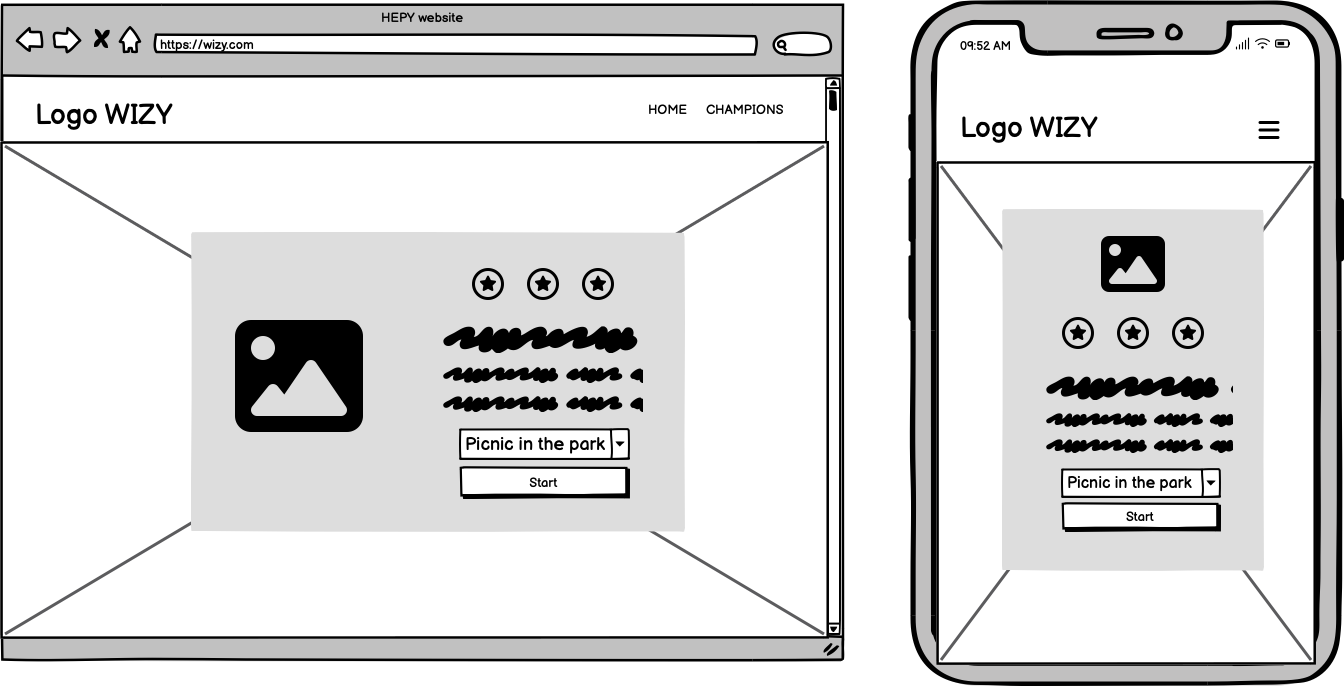 HEPY website
https://wizy.com
Logo WIZY
HOME CHAMPIONS
Picnic in the park
Start
09:52 AM
Logo WIZY
Picnic in the park
Start